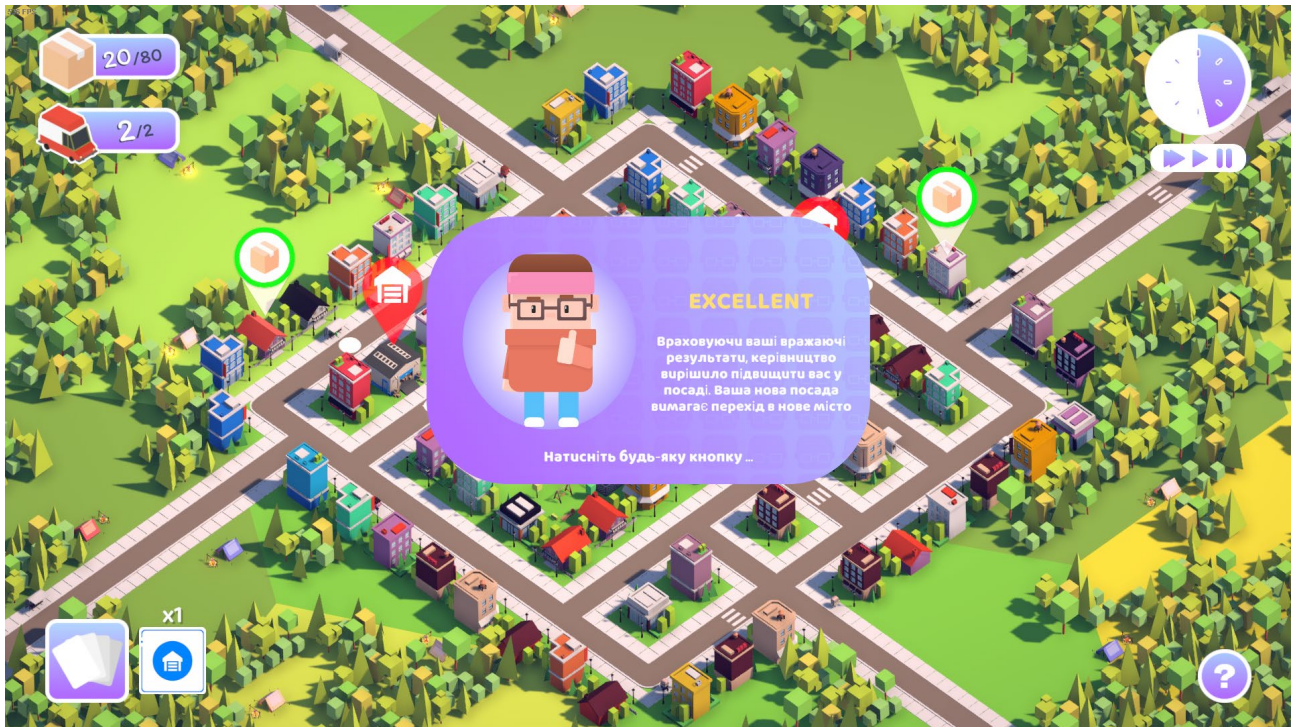 20/80
2/2
EXCELLENT
Враховуючи ваші вражаючі
результати, керівництво
вирішило підвищити вас у
посаді. Ваша нова посада
вимагає перехід в нове місто
Натисніть будь-яку кнопку ...
x1
?